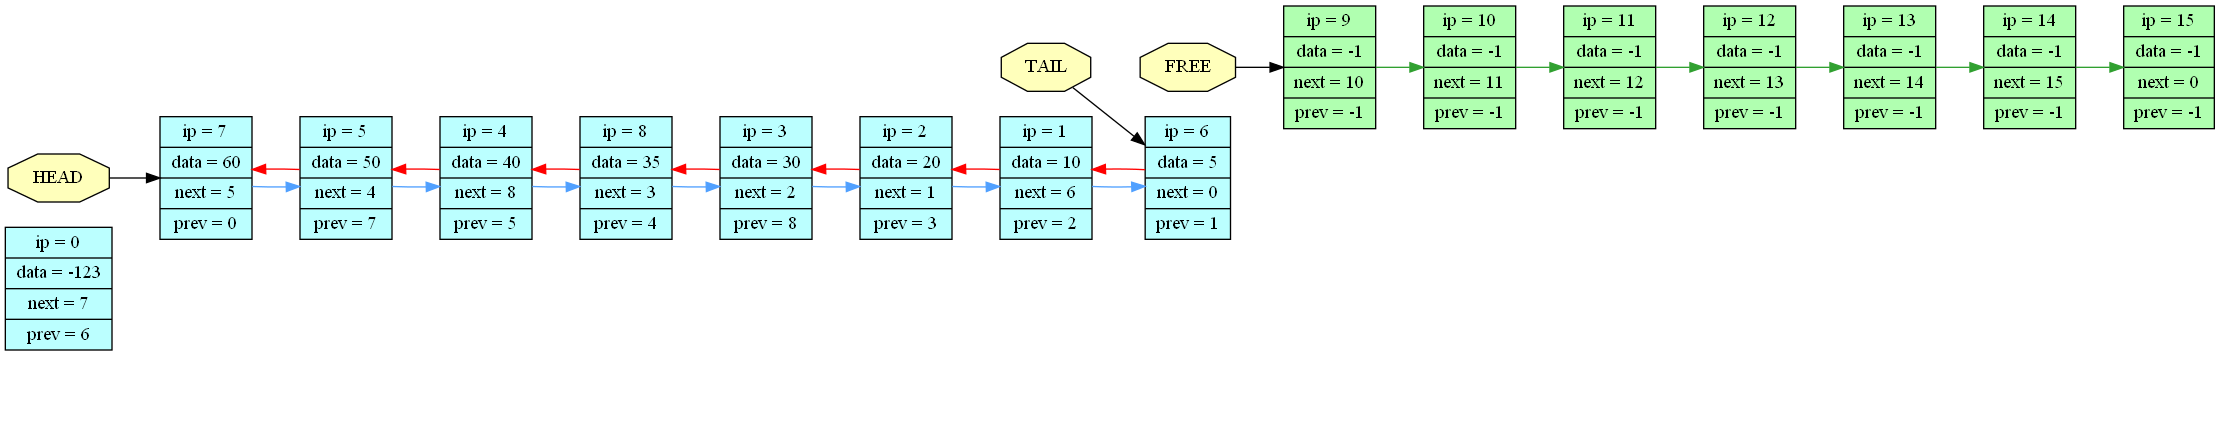 HEAD
ip = 0
data = -123
next = 7
prev = 6
ip = 7
data = 60
next = 5
prev = 0
ip = 5
data = 50
next = 4
prev = 7
ip = 4
data = 40
next = 8
prev = 5
ip = 8
data = 35
next = 3
prev = 4
ip = 3
data = 30
next = 2
prev = 8
ip = 2
data = 20
next = 1
prev = 3
ip = 1
data = 10
next = 6
prev = 2
TAIL
ip = 6
data = 5
next = 0
prev = 1
FREE
ip = 9
data = -1
next = 10
prev = -1
ip = 10
data = -1
next = 11
prev = -1
ip = 11
data = -1
next = 12
prev = -1
ip = 12
data = -1
next = 13
prev = -1
ip = 13
data = -1
next = 14
prev = -1
ip = 14
data = -1
next = 15
prev = -1
ip = 15
data = -1
next = 0
prev = -1